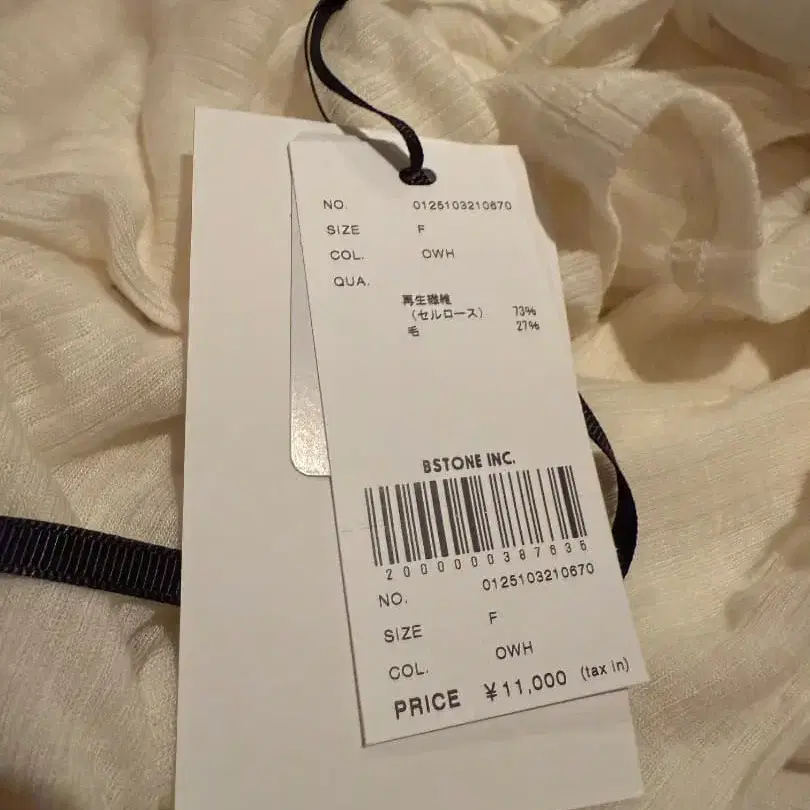 NO. 0125103210670
SIZE F
COL. OWH
QUA.
再生繊維
(セルロース) 73%
毛 27%
BSTONE INC.
2000000387635
NO. 0125103210670
SIZE F
COL. OWH
PRICE ¥11,000 (tax in)